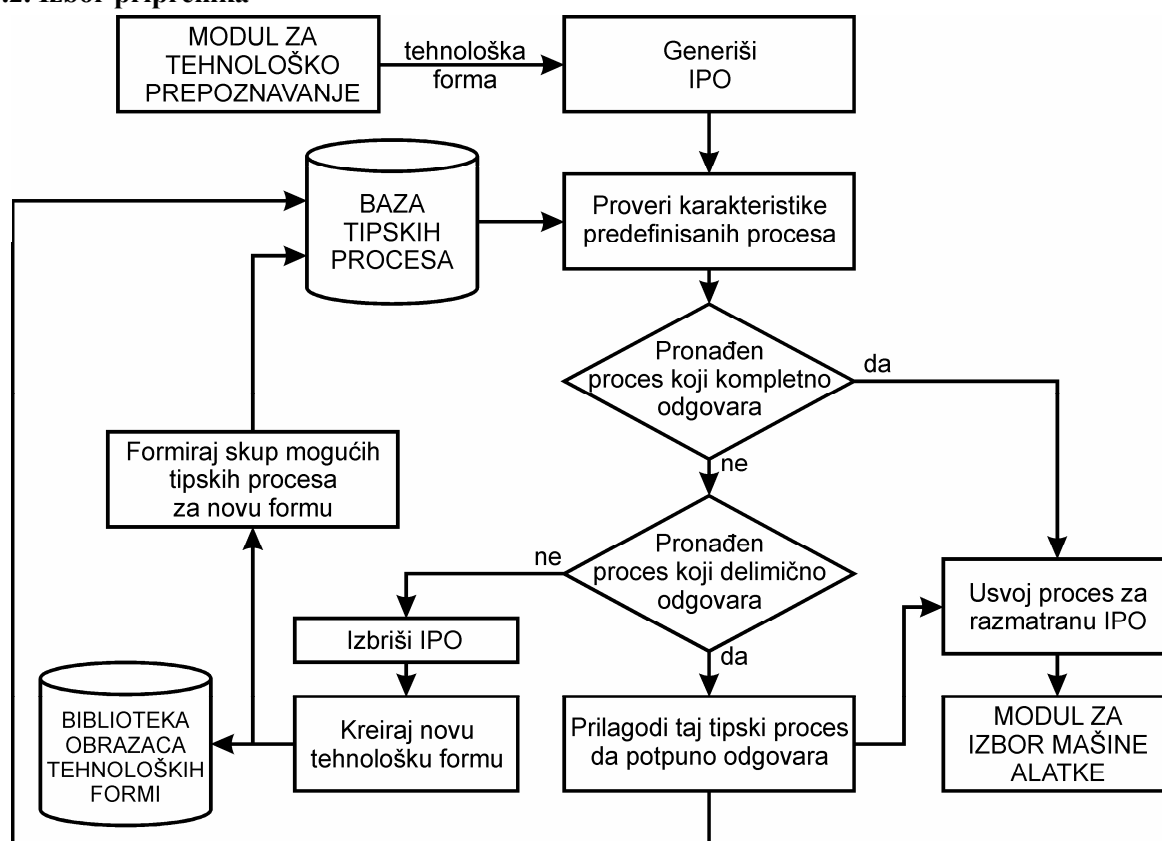 MODUL ZA
TEHNOLOŠKO
PREPOZNAVANJE
tehnološka
forma
Generiši
IPO
BAZA
TIPSKIH
PROCESA
Proveri karakteristike
predefinisanih procesa
Pronađen
proces koji kompletno
odgovara
da
ne
Formiraj skup mogućih
tipskih procesa
za novu formu
Pronađen
proces koji delimično
odgovara
ne
da
Izbriši IPO
Usvoj proces za
razmatranu IPO
BIBLIOTEKA
OBRAZACA
TEHNOLOŠKIH
FORMI
Kreiraj novu
tehnološku formu
Prilagodi taj tipski proces
da potpuno odgovara
MODUL ZA
IZBOR MAŠINE
ALATKE